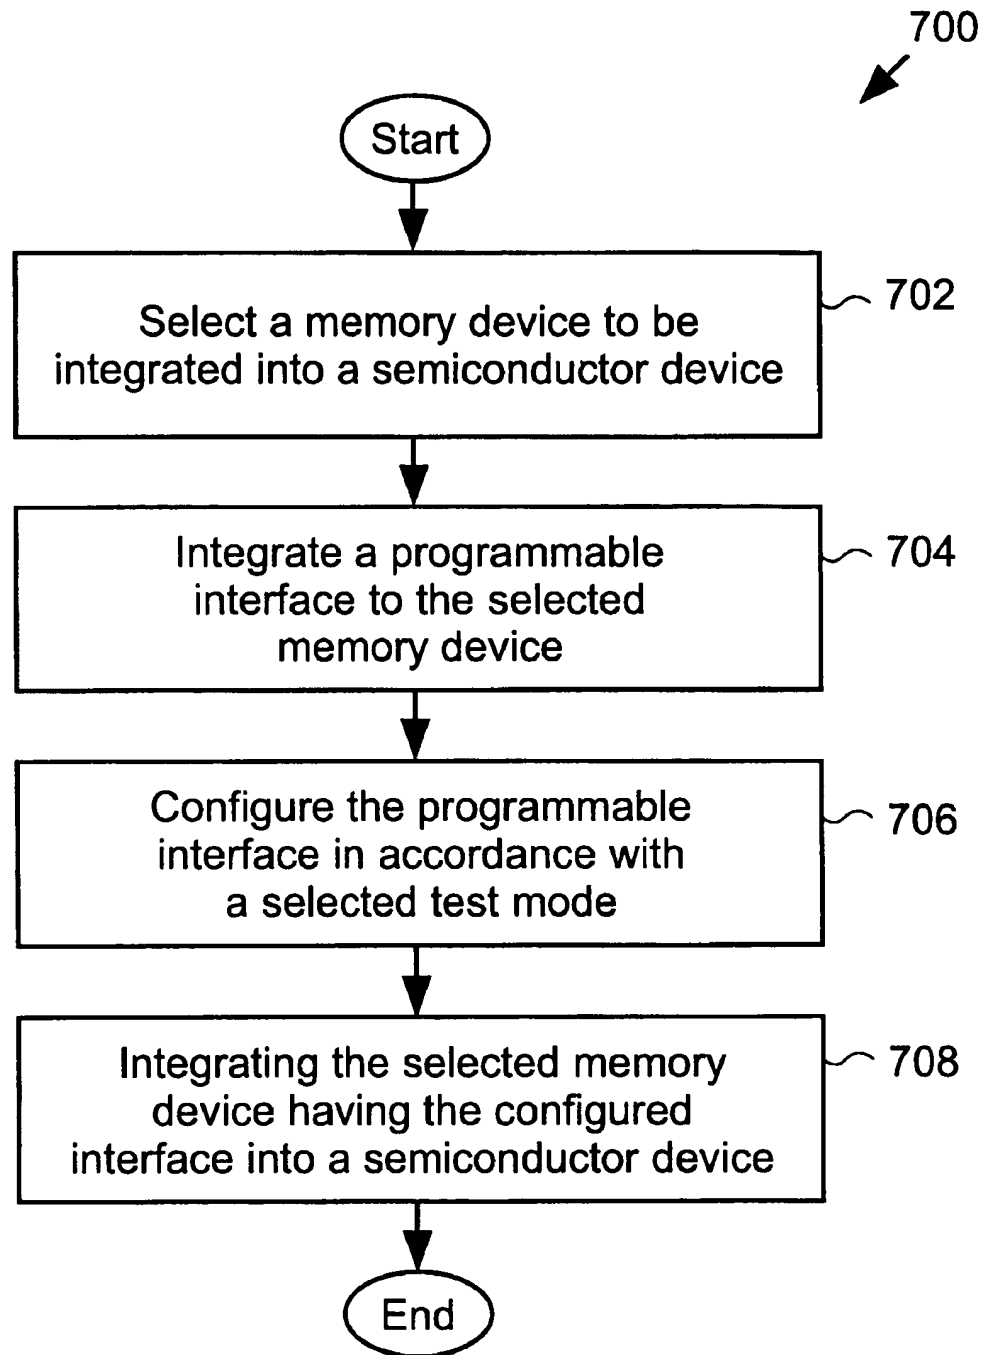 700
Start
Select a memory device to be
integrated into a semiconductor device
702
Integrate a programmable
interface to the selected
memory device
704
Configure the programmable
interface in accordance with
a selected test mode
706
Integrating the selected memory
device having the configured
interface into a semiconductor device
708
End